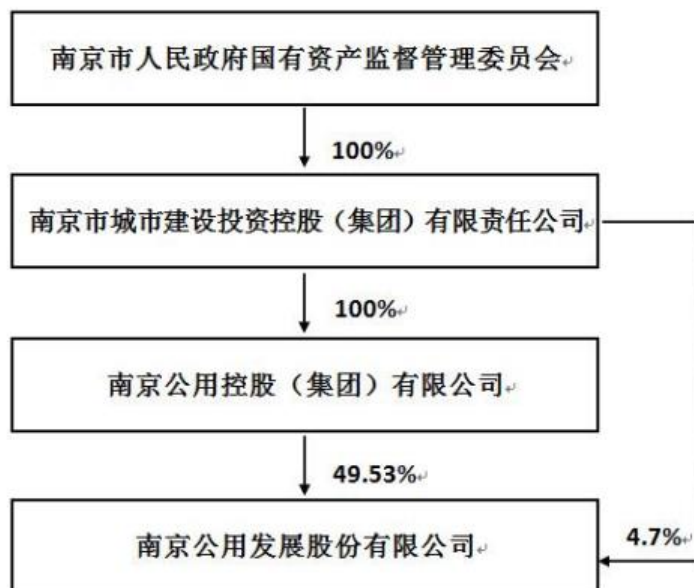 南京市人民政府国有资产监督管理委员会
100%
南京市城市建设投资控股（集团）有限责任公司
100%
南京公用控股（集团）有限公司
49.53%
南京公用发展股份有限公司
4.7%